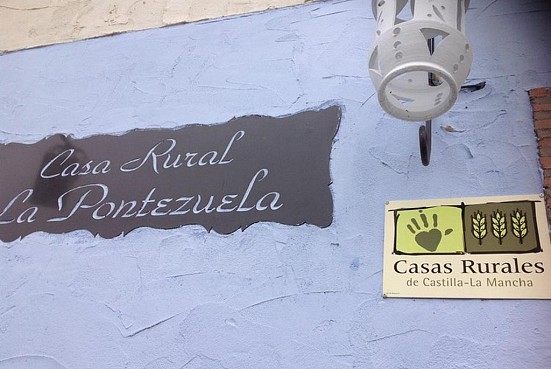 Casa Rural
La Pontezuela
Casas Rurales
de Castilla-La Mancha